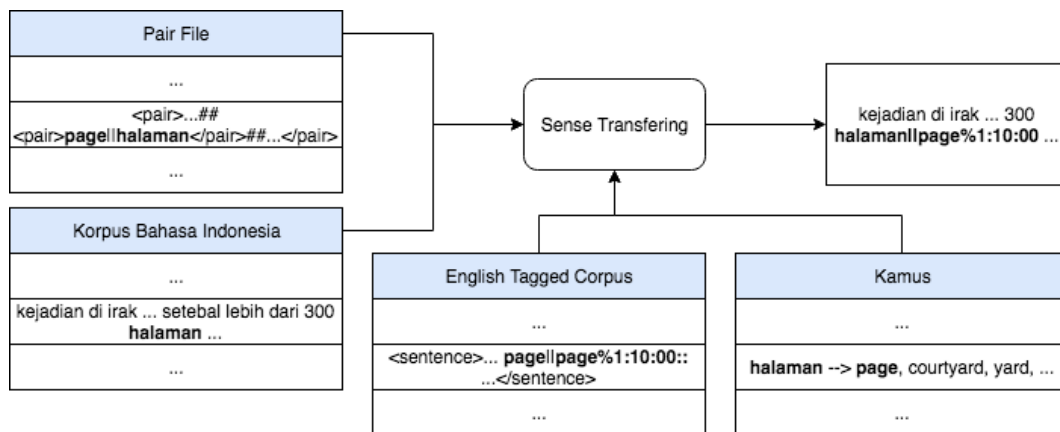 Pair File
...
<pair>...##
<pair>page||halaman</pair>##...</pair>
...
Korpus Bahasa Indonesia
...
kejadian di irak ... setebal lebih dari 300
halaman ...
...
Sense Transfering
kejadian di irak ... 300
halaman||page%1:10:00 ...
English Tagged Corpus
...
<sentence>... page||page%1:10:00::
...</sentence>
...
Kamus
...
halaman --> page, courtyard, yard, ...
...